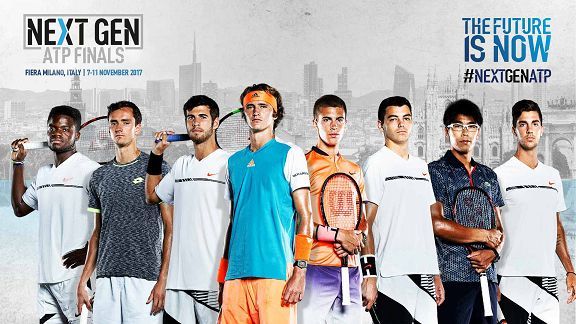 NEXT GEN
ATP FINALS
FIERA MILANO, ITALY | 7-11 NOVEMBER 2017
THE FUTURE
IS NOW
#NEXTGENATP